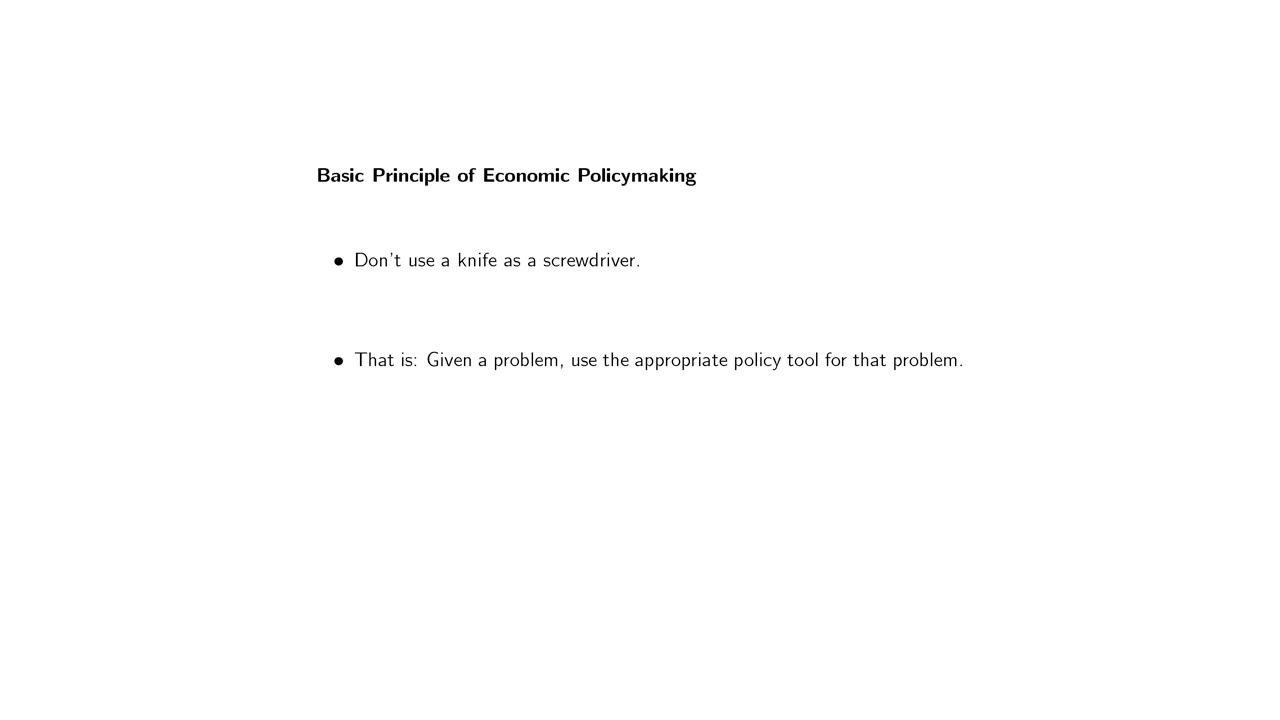 Basic Principle of Economic Policymaking
• Don't use a knife as a screwdriver.
• That is: Given a problem, use the appropriate policy tool for that problem.